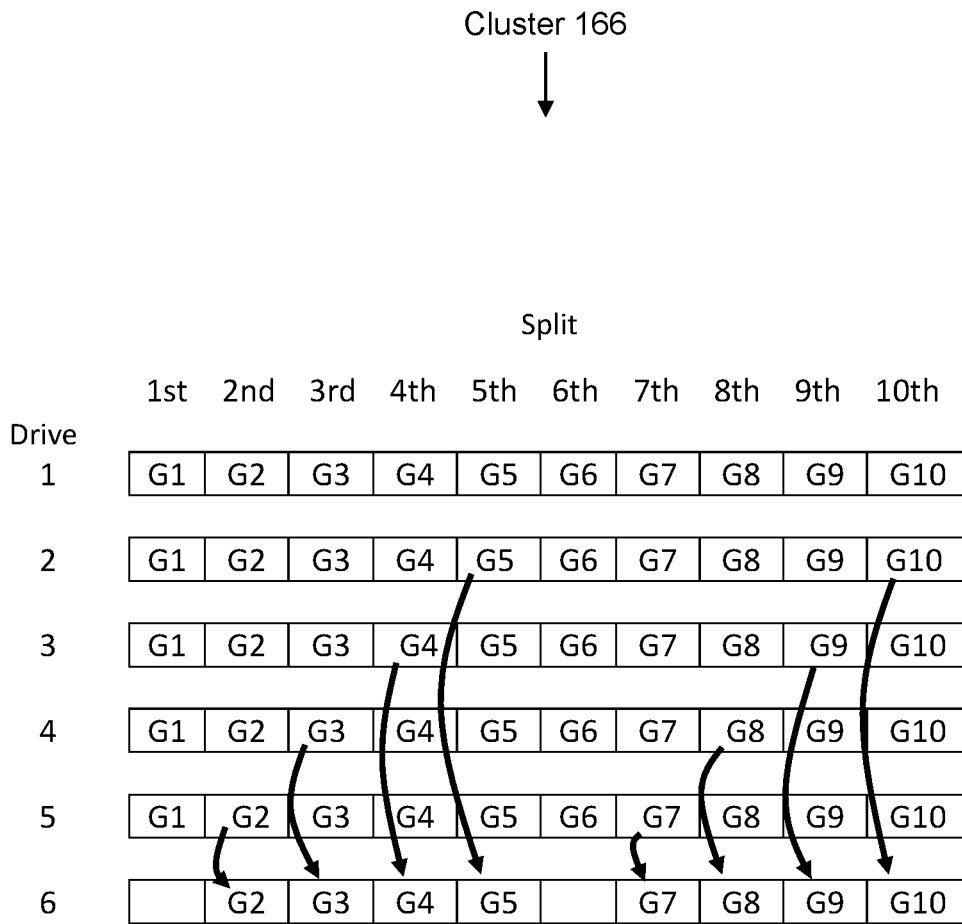 Cluster 166
Split
1st 2nd 3rd 4th 5th 6th 7th 8th 9th 10th
Drive
1 G1 G2 G3 G4 G5 G6 G7 G8 G9 G10
2 G1 G2 G3 G4 G5 G6 G7 G8 G9 G10
3 G1 G2 G3 G4 G5 G6 G7 G8 G9 G10
4 G1 G2 G3 G4 G5 G6 G7 G8 G9 G10
5 G1 G2 G3 G4 G5 G6 G7 G8 G9 G10
6 G2 G3 G4 G5 G7 G8 G9 G10